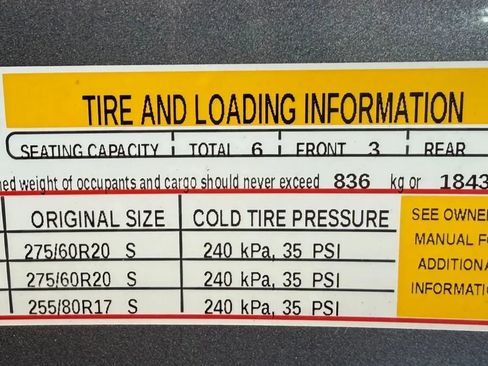 TIRE AND LOADING INFORMATION
SEATING CAPACITY TOTAL 6 FRONT 3 REAR
ned weight of occupants and cargo should never exceed 836 kg or 1843
ORIGINAL SIZE COLD TIRE PRESSURE SEE OWNE
275/60R20 S 240 kPa, 35 PSI MANUAL FO
275/60R20 S 240 kPa, 35 PSI ADDITIONA
255/80R17 S 240 kPa, 35 PSI INFORMATI